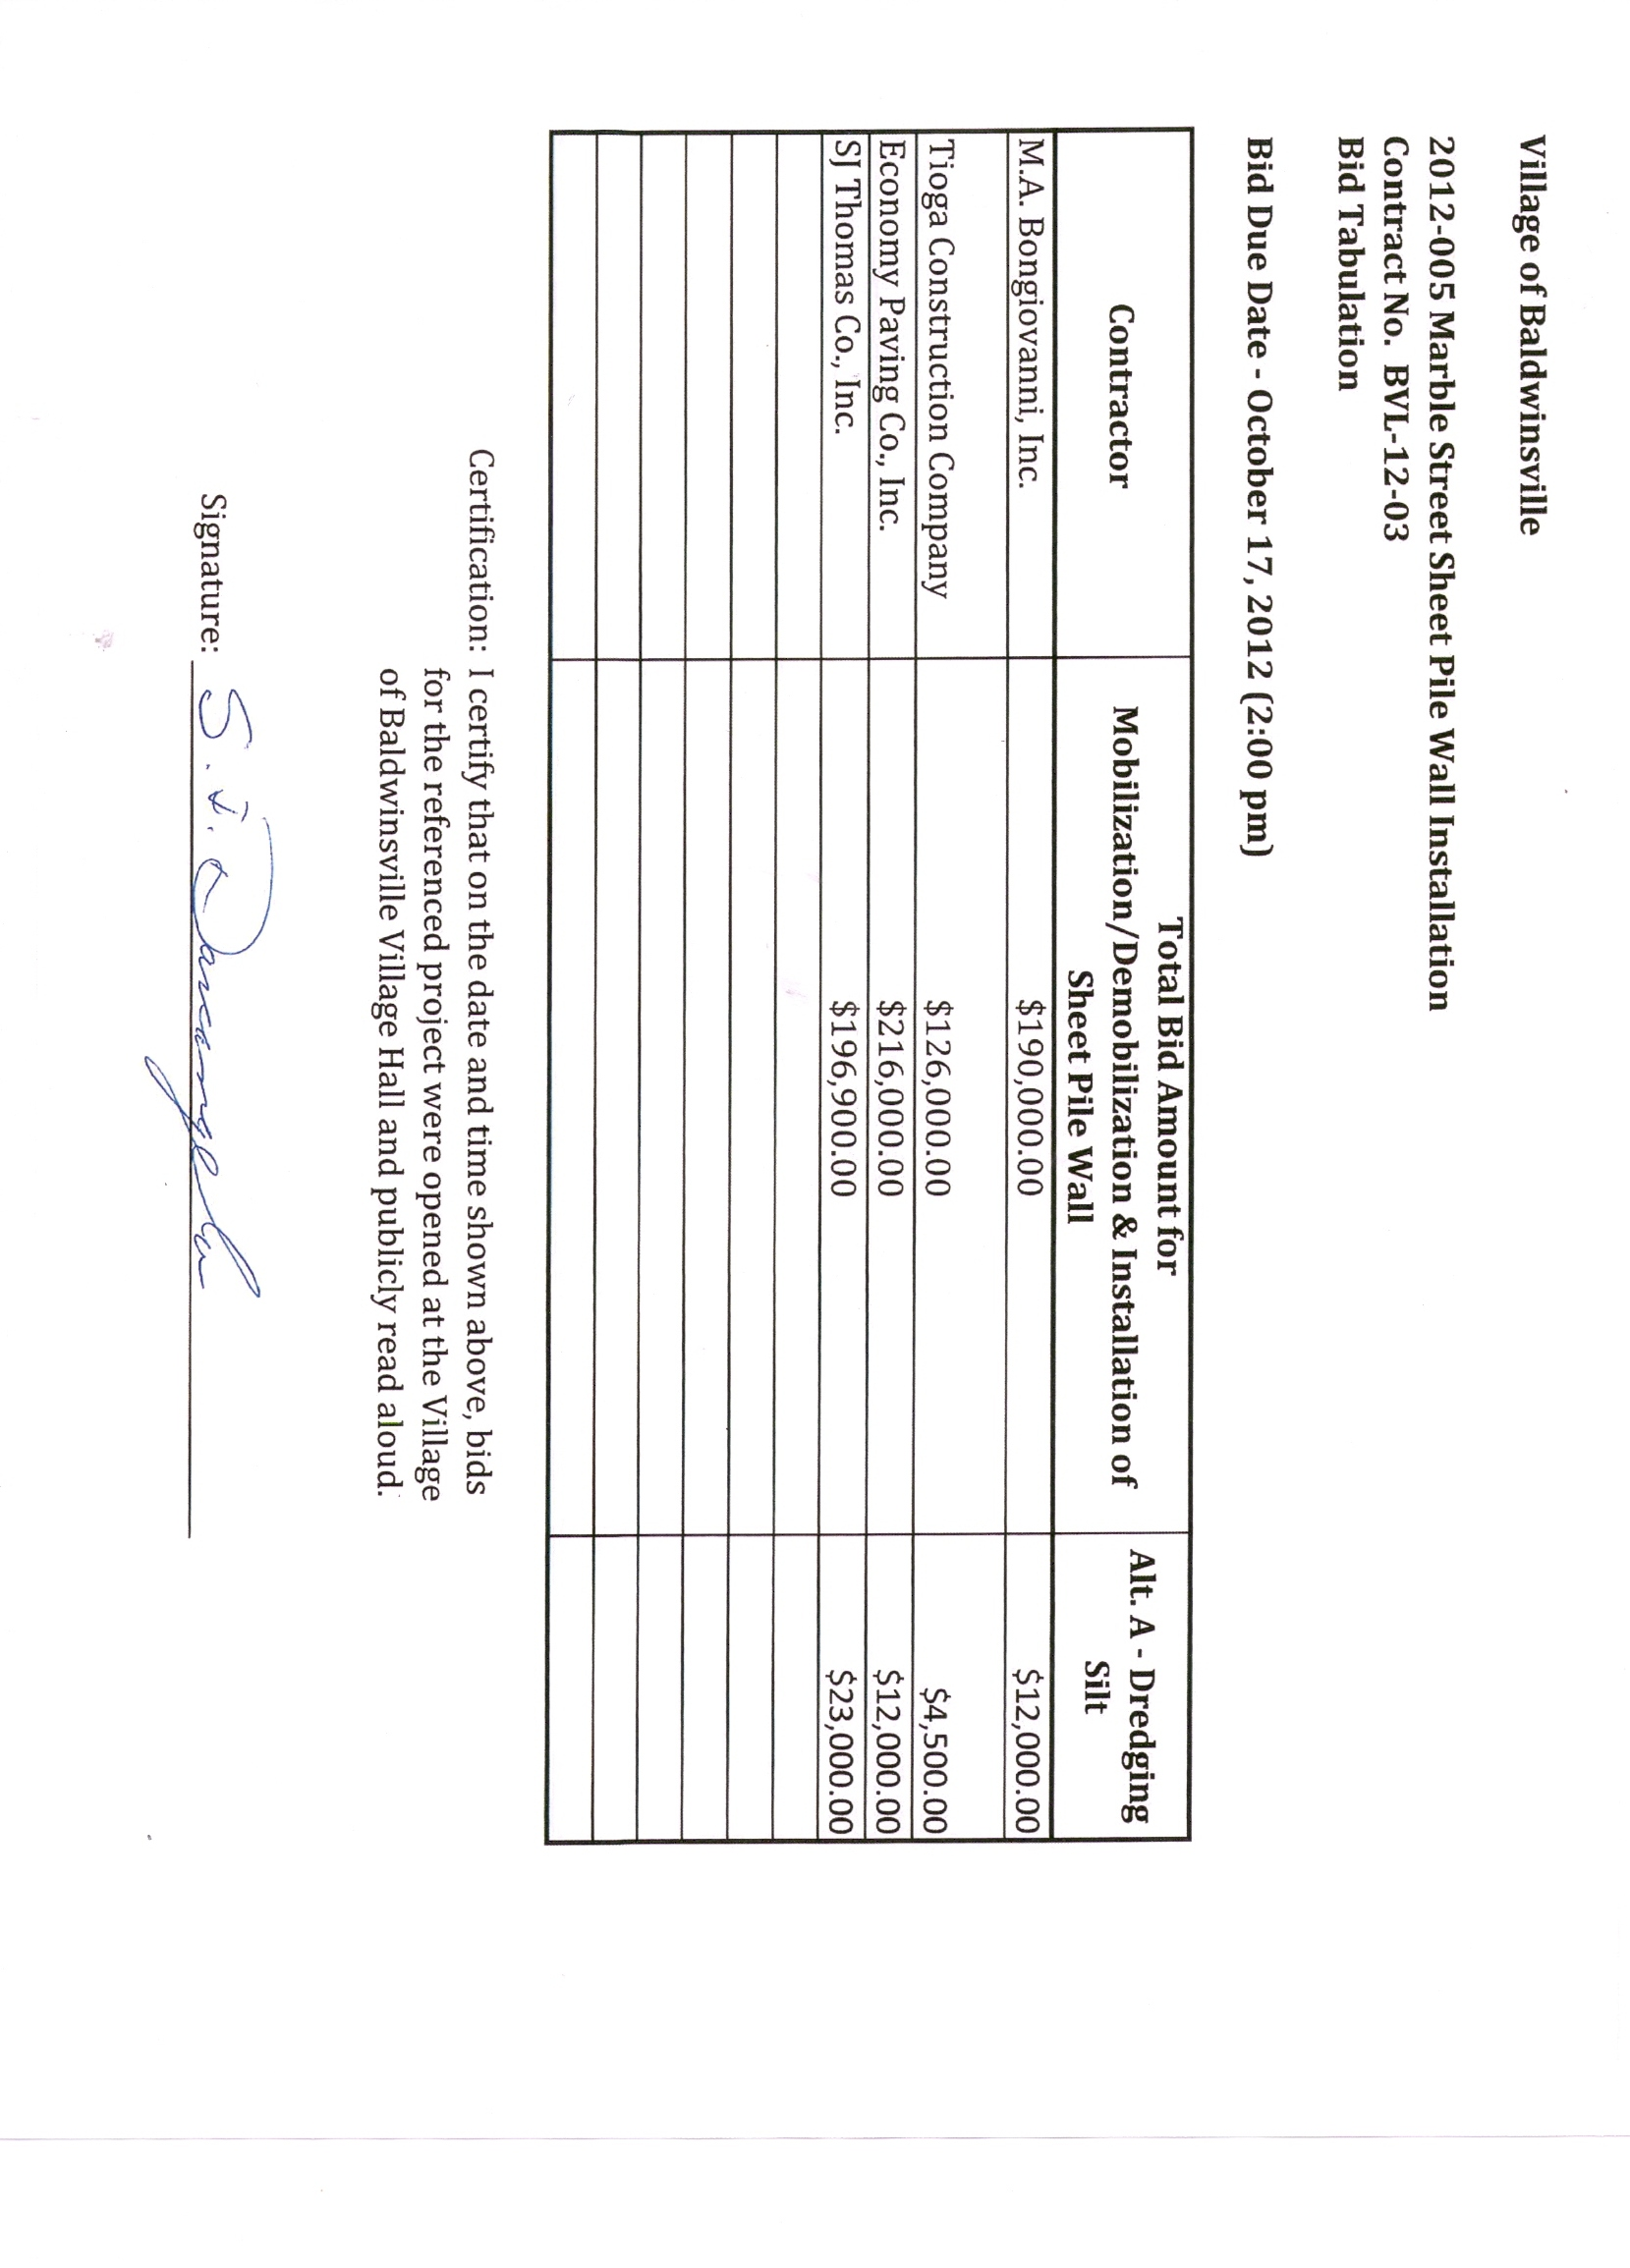 Village of Baldwinsville
2012-005 Marble Street Sheet Pile Wall Installation
Contract No. BVL-12-03
Bid Tabulation
Bid Due Date - October 17, 2012 (2:00 pm)
Contractor
Total Bid Amount for
Mobilization/Demobilization & Installation of
Sheet Pile Wall
Alt. A - Dredging
Silt
M.A. Bongiovanni, Inc. $190,000.00 $12,000.00
Tioga Construction Company $126,000.00 $4,500.00
Economy Paving Co., Inc. $216,000.00 $12,000.00
SJ Thomas Co., Inc. $196,900.00 $23,000.00
Certification: I certify that on the date and time shown above, bids
for the referenced project were opened at the Village
of Baldwinsville Village Hall and publicly read aloud.
Signature: